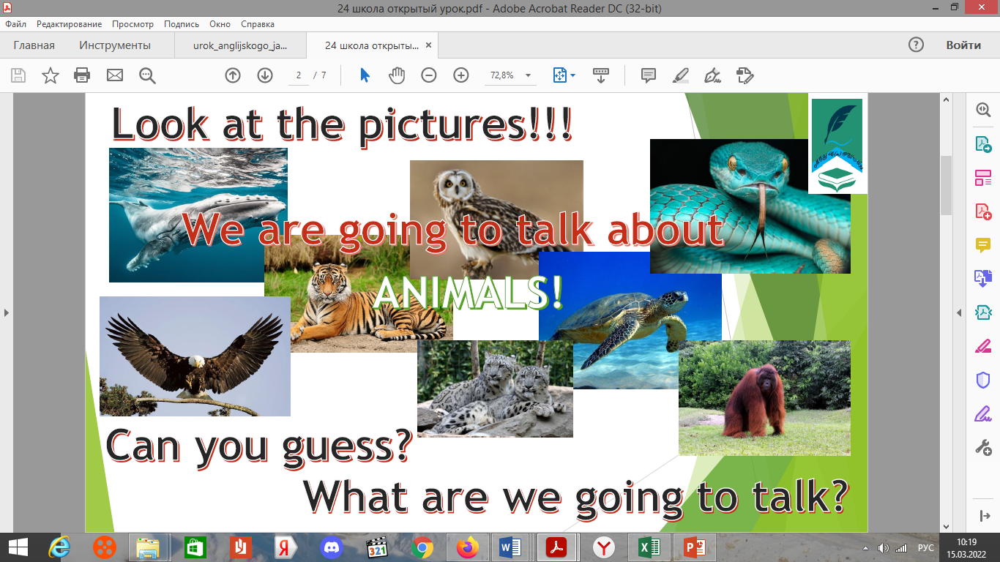 24 школа открытый урок.pdf - Adobe Acrobat Reader DC (32-bit)
Файл Редактирование Просмотр Подпись Окно Справка
Главная Инструменты urok_anglijskogo_ja... 24 школа открыты... × Войти
2 / 7 72,8%
Look at the pictures!!!
We are going to talk about
ANIMALS!
Can you guess?
What are we going to talk?
321
W X P
РУС
10:19
15.03.2022